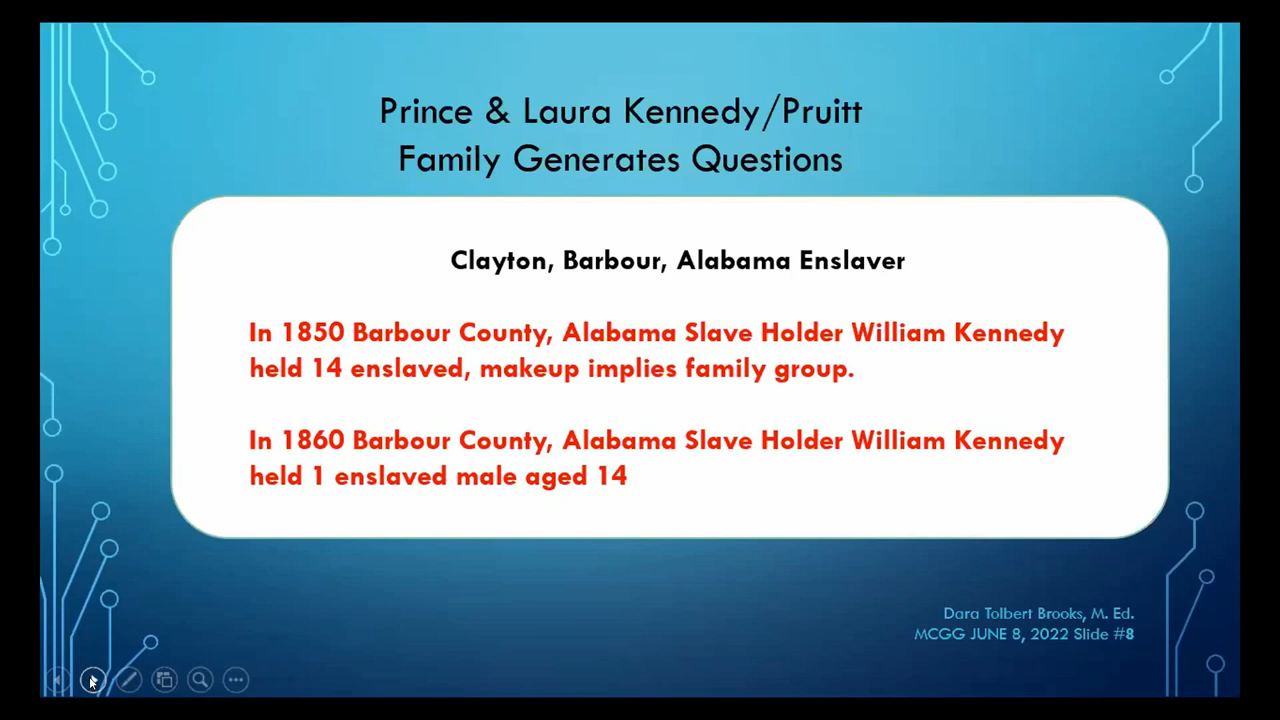 Prince & Laura Kennedy/Pruitt
Family Generates Questions
Clayton, Barbour, Alabama Enslaver
In 1850 Barbour County, Alabama Slave Holder William Kennedy
held 14 enslaved, makeup implies family group.
In 1860 Barbour County, Alabama Slave Holder William Kennedy
held 1 enslaved male aged 14
Dara Tolbert Brooks, M. Ed.
MCGG JUNE 8, 2022 Slide #8